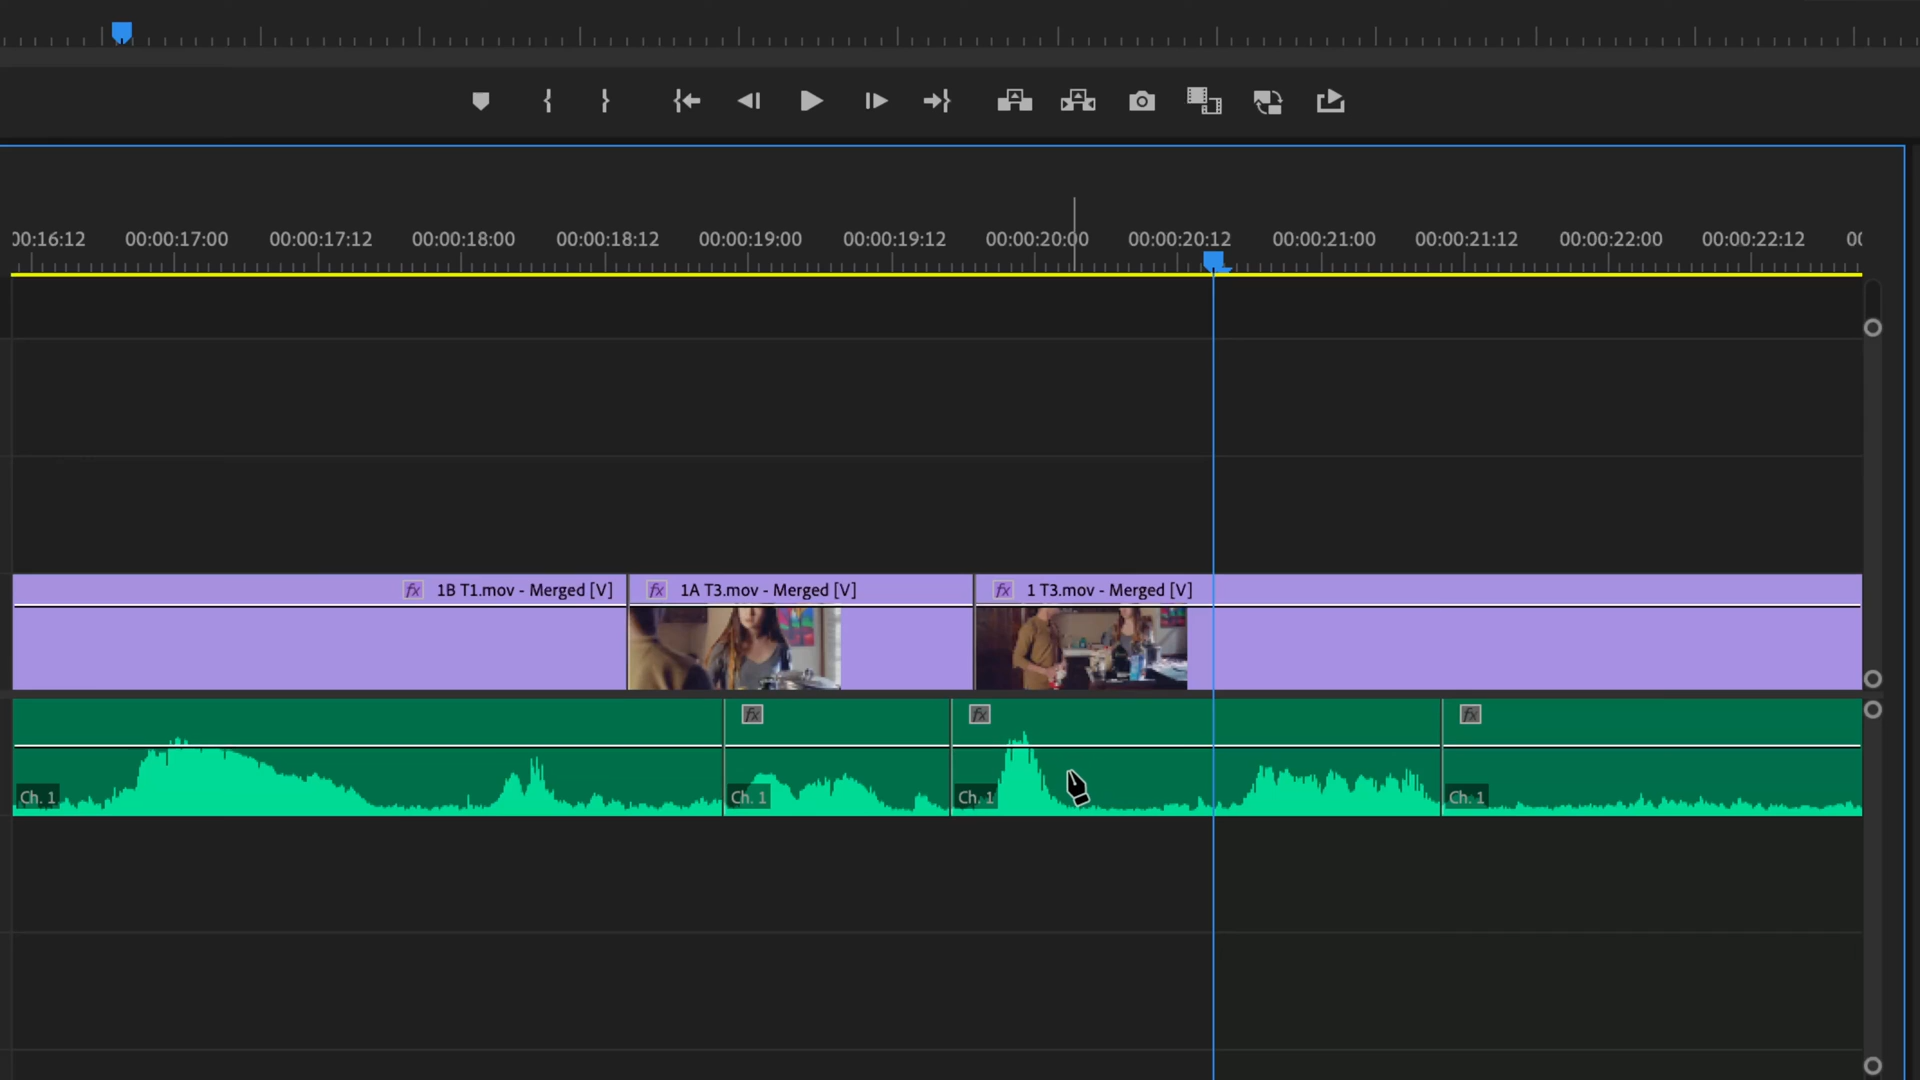 00:16:12 00:00:17:00 00:00:17:12 00:00:18:00 00:00:18:12 00:00:19:00 00:00:19:12 00:00:20:00 00:00:20:12 00:00:21:00 00:00:21:12 00:00:22:00 00:00:22:12
fx 1B T1.mov - Merged [V] fx 1A T3.mov - Merged [V] fx 1 T3.mov - Merged [V]
fx fx fx
Ch. 1 Ch. 1 Ch. 1 Ch. 1